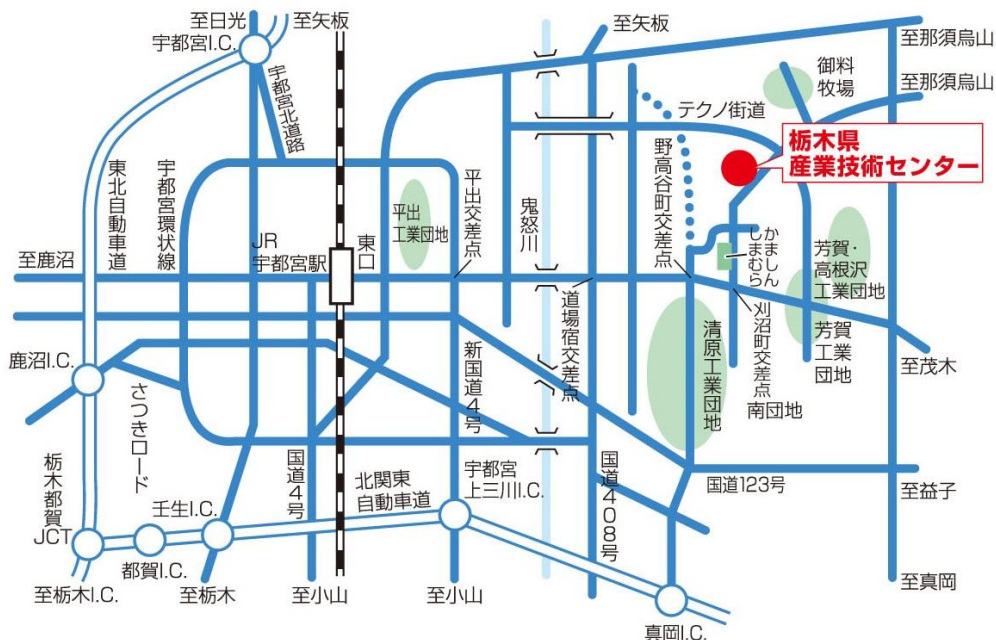 至日光
至矢板
宇都宮I.C.
宇都宮北道路
至矢板
至那須烏山
御料
牧場
至那須烏山
テクノ街道
栃木県
産業技術センター
東北自動車道
宇都宮環状線
平出
工業団地
平出交差点
鬼怒川
野高谷町交差点
かましん
しまむら
JR
宇都宮駅
東口
至鹿沼
芳賀・
高根沢
工業団地
道場宿交差点
刈沼町交差点
清原工業団地
芳賀
工業
団地
南団地
至茂木
鹿沼I.C.
さつきロード
新国道4号
栃木都賀
JCT
壬生I.C.
都賀I.C.
国道4号
北関東
自動車道
宇都宮
上三川I.C.
国道408号
国道123号
至益子
至栃木I.C.
至栃木
至小山
至小山
至真岡
真岡I.C.